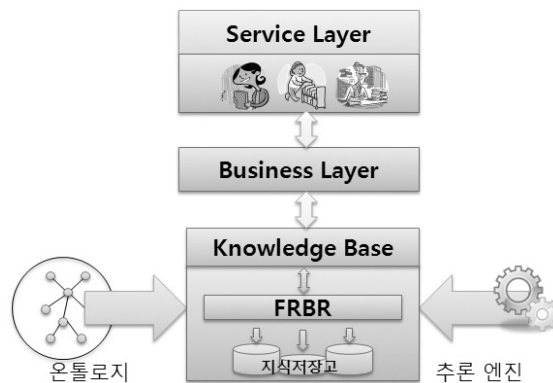 Service Layer
Business Layer
Knowledge Base
FRBR
지식저장고
온톨로지
추론 엔진